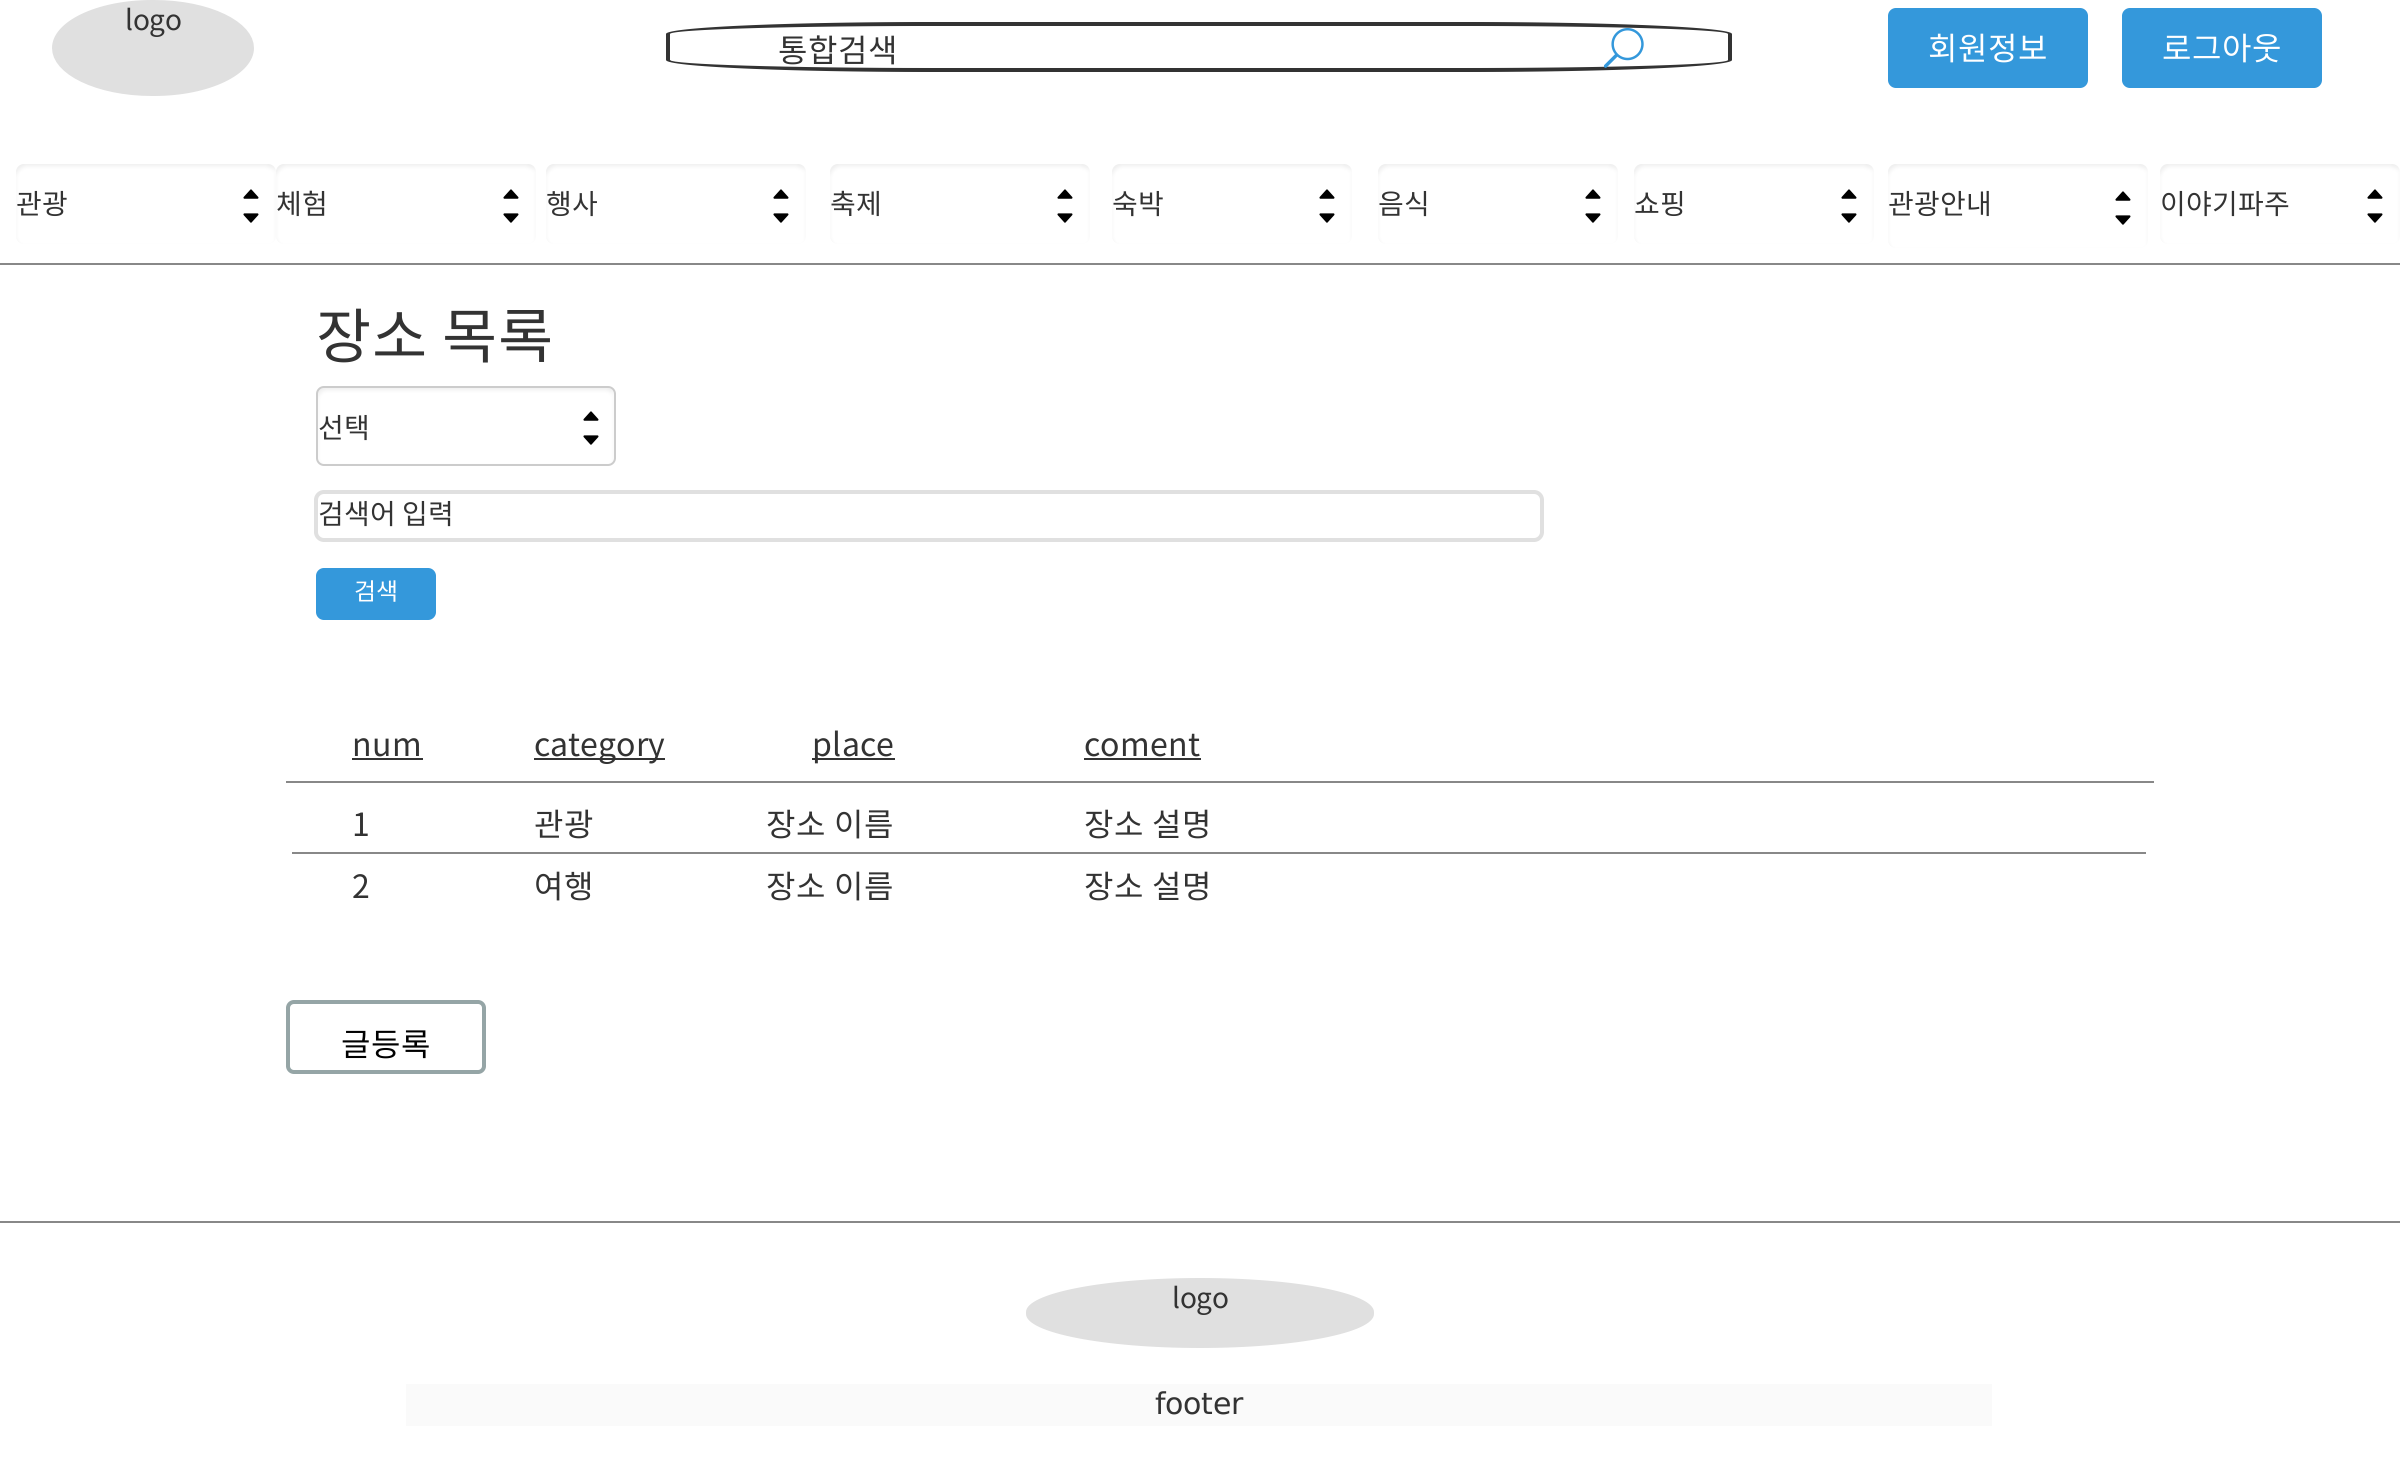 logo
통합검색
회원정보
로그아웃
관광
체험
행사
축제
숙박
음식
쇼핑
관광안내
이야기파주
장소 목록
선택
검색어 입력
검색
num category place coment
1 관광 장소 이름 장소 설명
2 여행 장소 이름 장소 설명
글등록
logo
footer